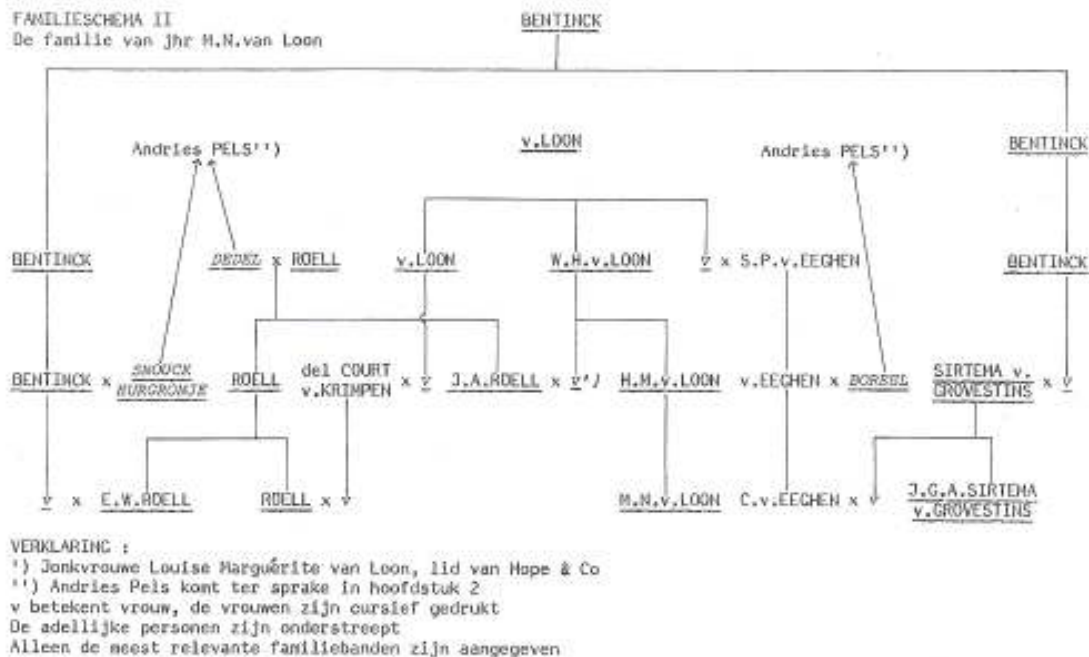 FAMILIESCHEMA II
De familie van jhr M.N.van Loon
BENTINCK
Andries PELS'')
v.LOON
Andries PELS'')
BENTINCK
BENTINCK
DEDEL x ROELL
v.LOON
W.H.v.LOON
v x S.P.v.EEGHEN
BENTINCK
BENTINCK x SNOUCK HURGRONJE
ROELL
del COURT v.KRIMPEN x v
J.A.ROELL x v')
H.M.v.LOON
v.EEGHEN x BOREEL
SIRTEMA v. GROVESTINS x v
v x E.W.ROELL
ROELL x v
M.N.v.LOON
C.v.EEGHEN x v
J.G.A.SIRTEMA v.GROVESTINS
VERKLARING :
') Jonkvrouwe Louise Marguérite van Loon, lid van Hope & Co
'') Andries Pels komt ter sprake in hoofdstuk 2
v betekent vrouw, de vrouwen zijn cursief gedrukt
De adellijke personen zijn onderstreept
Alleen de meest relevante familiebanden zijn aangegeven